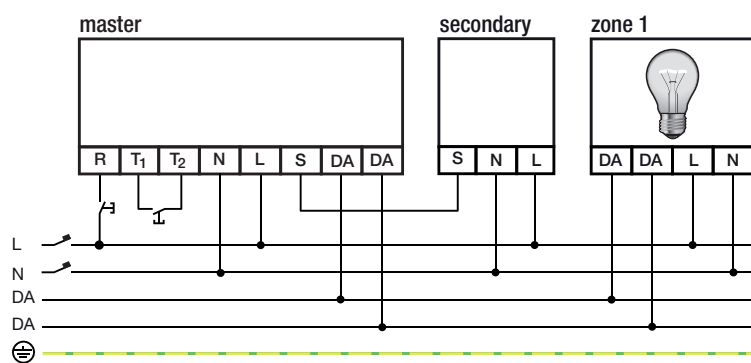 master secondary zone 1
R T₁ T₂ N L S DA DA S N L DA DA L N
L
N
DA
DA